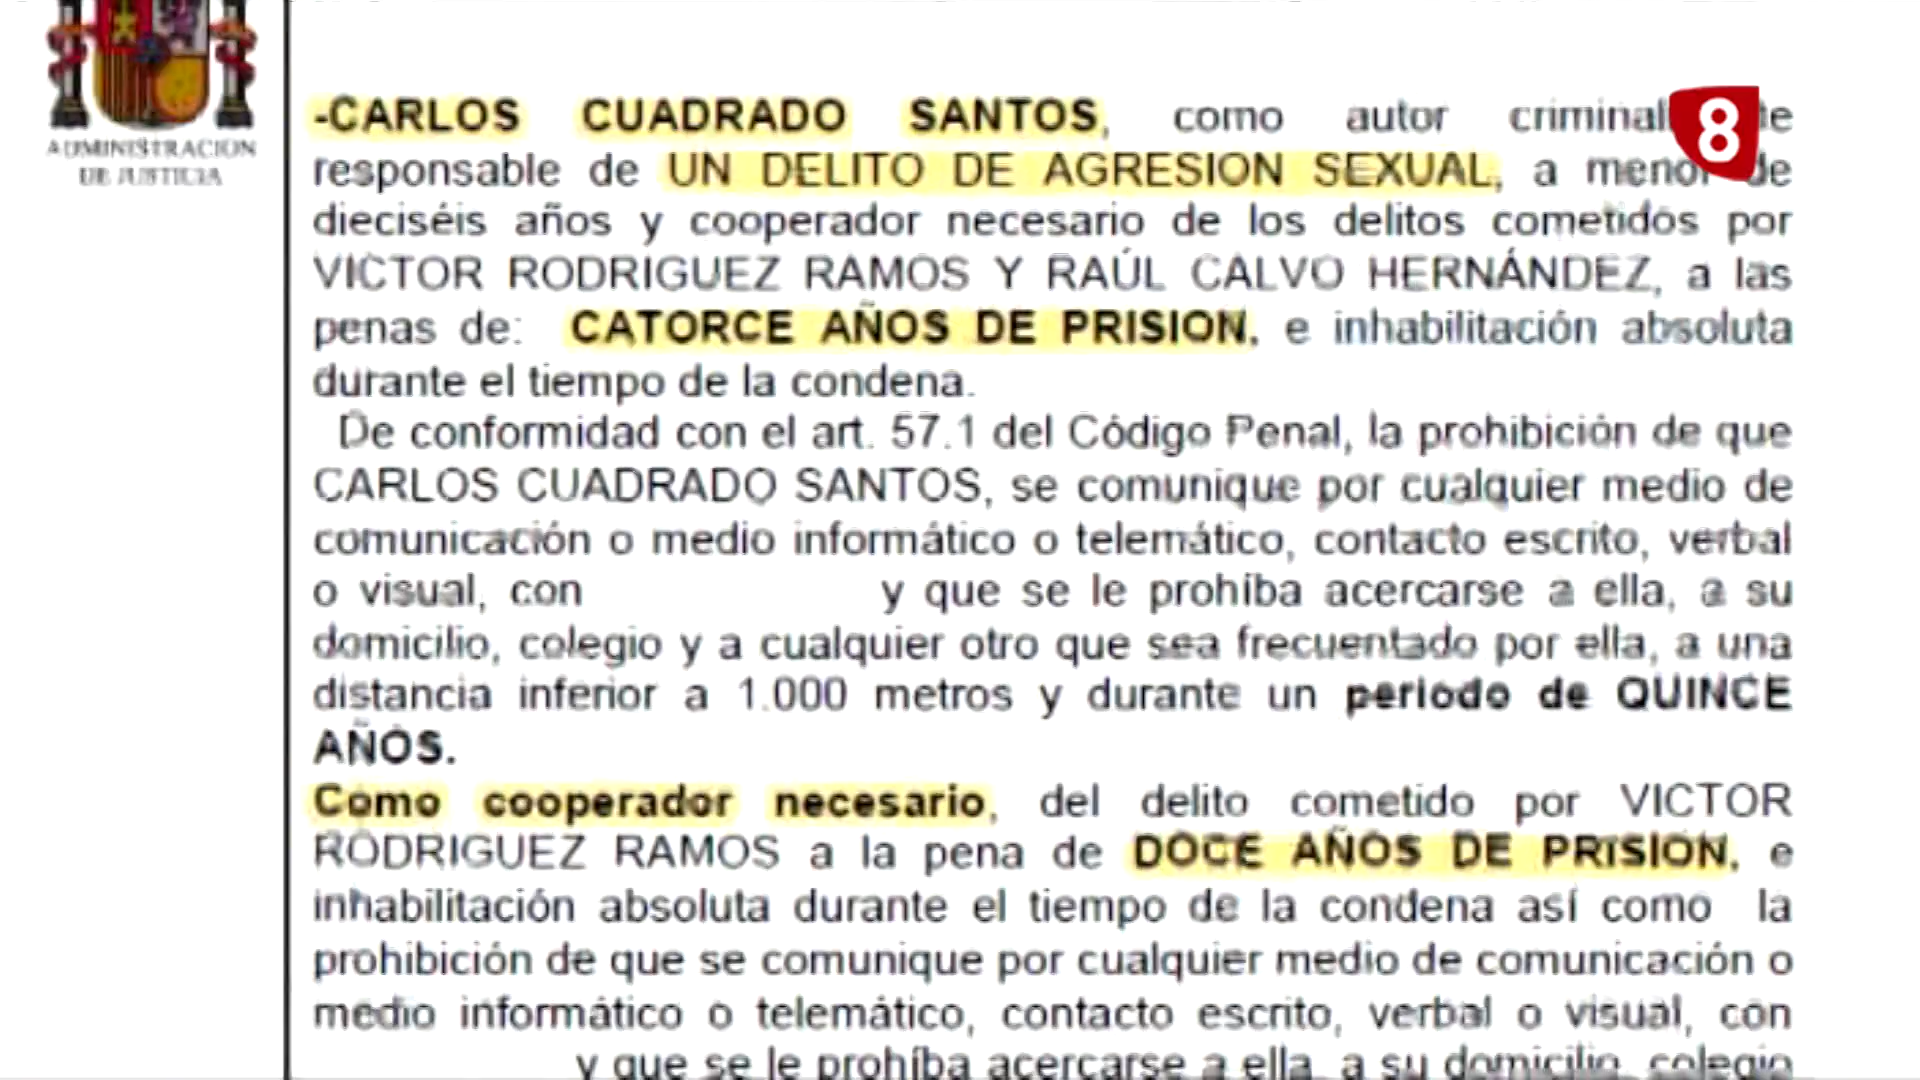 ADMINISTRACION
DE JUSTICIA
8
-CARLOS CUADRADO SANTOS, como autor
responsable de UN DELITO DE AGRESION SEXUAL, a menor de
dieciséis años y cooperador necesario de los delitos cometidos por
VICTOR RODRIGUEZ RAMOS Y RAÚL CALVO HERNÁNDEZ, a las
penas de: CATORCE AÑOS DE PRISION, e inhabilitación absoluta
durante el tiempo de la condena.
De conformidad con el art. 57.1 del Código Penal, la prohibición de que
CARLOS CUADRADO SANTOS, se comunique por cualquier medio de
comunicación o medio informático o telemático, contacto escrito, verbal
o visual, con y que se le prohíba acercarse a ella, a su
domicilio, colegio y a cualquier otro que sea frecuentado por ella, a una
distancia inferior a 1.000 metros y durante un periodo de QUINCE
AÑOS.
Como cooperador necesario, del delito cometido por VICTOR
RODRIGUEZ RAMOS a la pena de DOCE AÑOS DE PRISION, e
inhabilitación absoluta durante el tiempo de la condena así como la
prohibición de que se comunique por cualquier medio de comunicación o
medio informático o telemático, contacto escrito, verbal o visual, con
y que se le prohíba acercarse a ella, a su domicilio, colegio